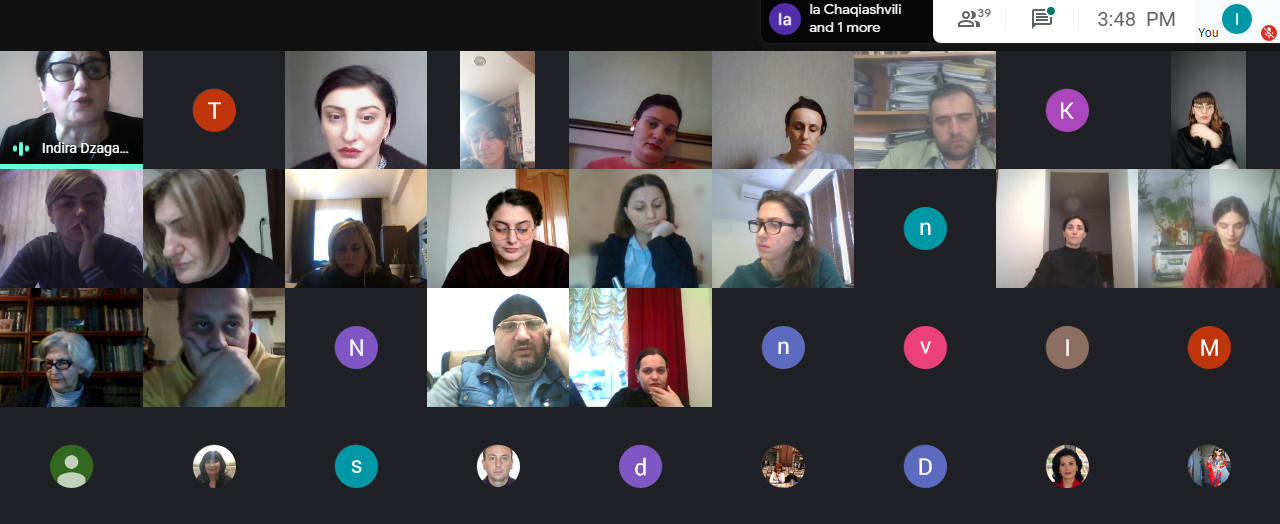 Ia
Ia Chaqiashvili
and 1 more
39
3:48 PM
I
You
Indira Dzaga...
T
K
n
N
n
v
I
M
s
d
D